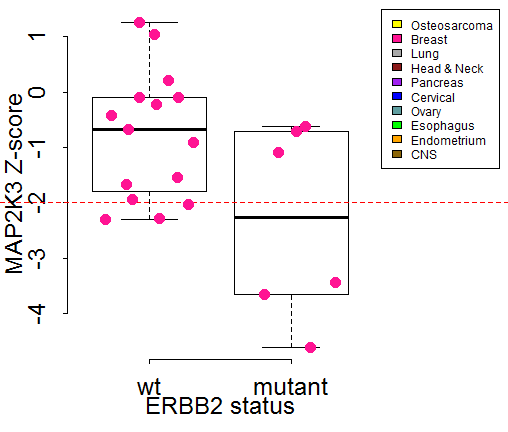 MAP2K3 Z-score
1
0
-1
-2
-3
-4
wt mutant
ERBB2 status
Osteosarcoma
Breast
Lung
Head & Neck
Pancreas
Cervical
Ovary
Esophagus
Endometrium
CNS